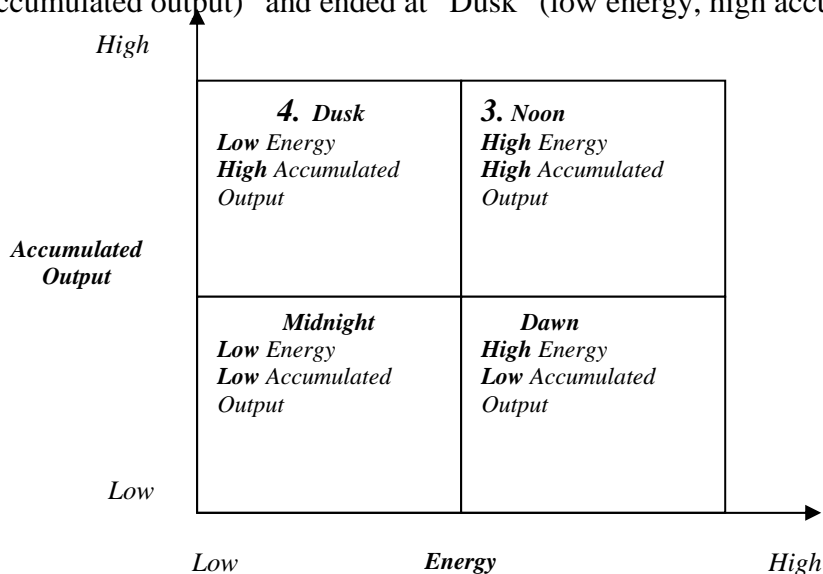 accumulated output)" and ended at "Dusk" (low energy, high accu
High
4. Dusk
Low Energy
High Accumulated
Output
3. Noon
High Energy
High Accumulated
Output
Accumulated
Output
Midnight
Low Energy
Low Accumulated
Output
Dawn
High Energy
Low Accumulated
Output
Low
Low Energy High